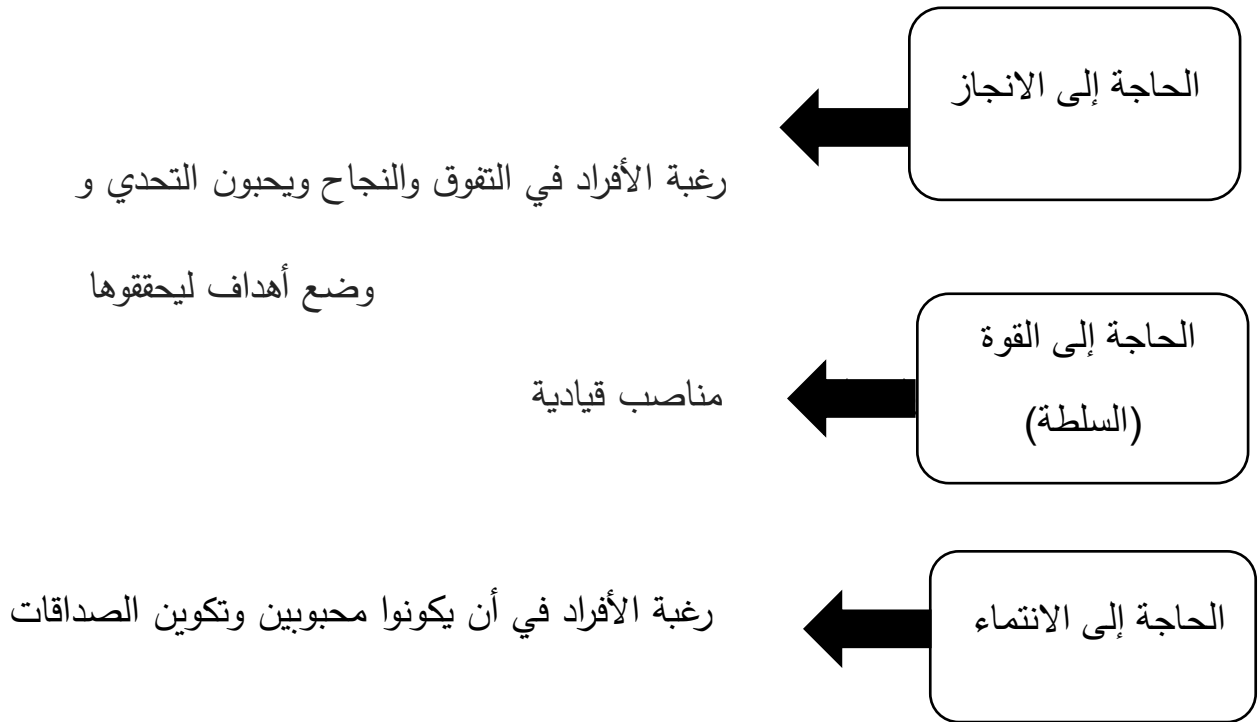 الحاجة إلى الانجاز
رغبة الأفراد في التفوق والنجاح ويحبون التحدي و
وضع أهداف ليحققوها
الحاجة إلى القوة
(السلطة)
مناصب قيادية
الحاجة إلى الانتماء
رغبة الأفراد في أن يكونوا محبوبين وتكوين الصداقات